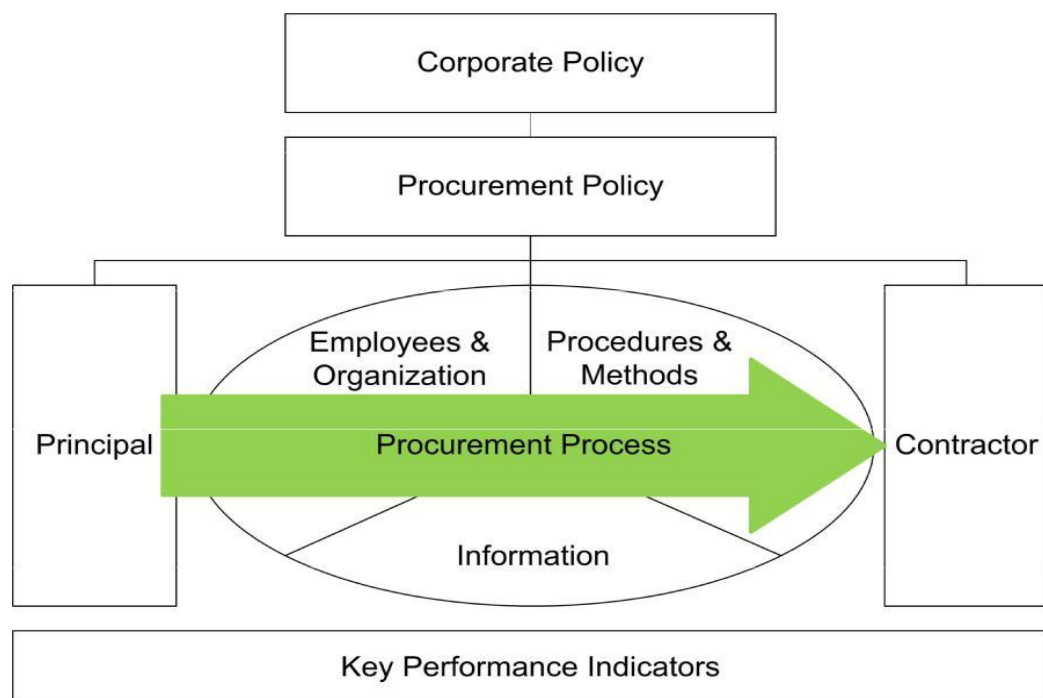 Corporate Policy
Procurement Policy
Employees &
Organization
Procedures &
Methods
Principal
Procurement Process
Contractor
Information
Key Performance Indicators